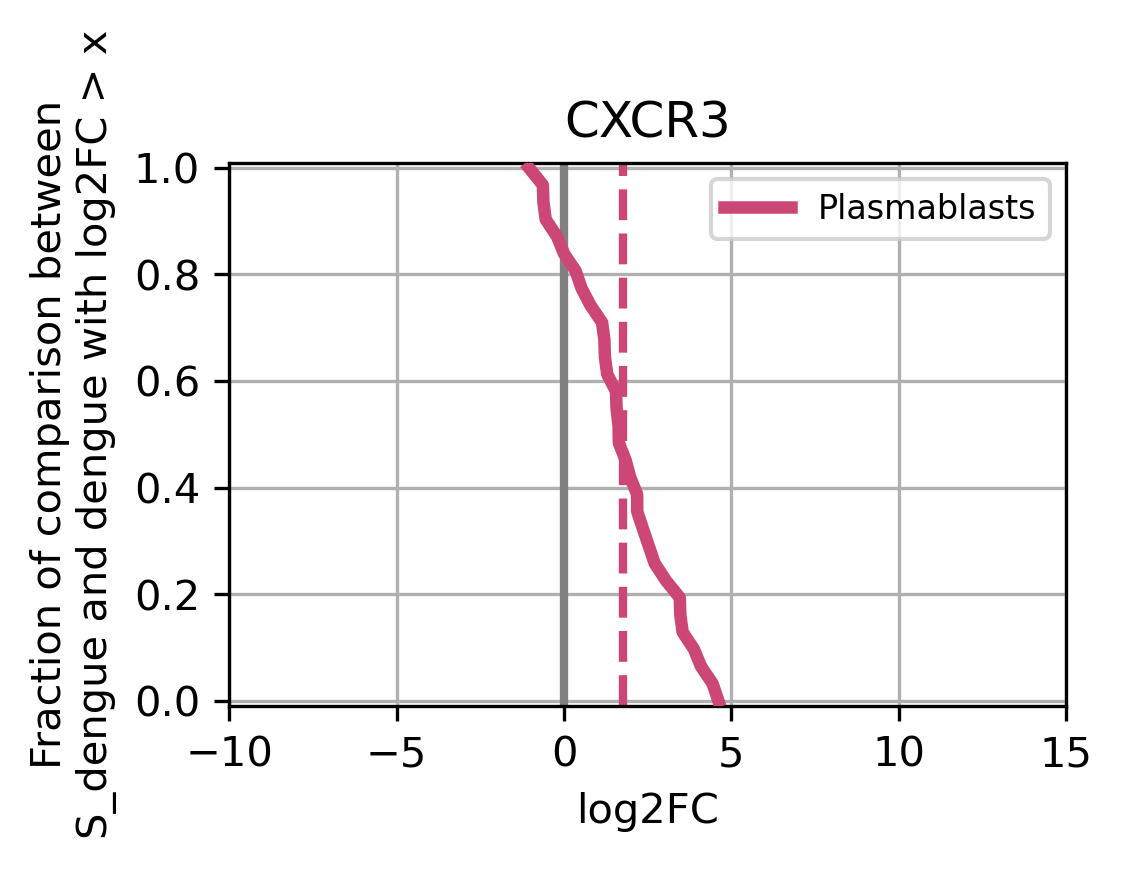 CXCR3
Fraction of comparison between
S_dengue and dengue with log2FC > x
1.0
0.8
0.6
0.4
0.2
0.0
Plasmablasts
−10
−5
0
5
10
15
log2FC